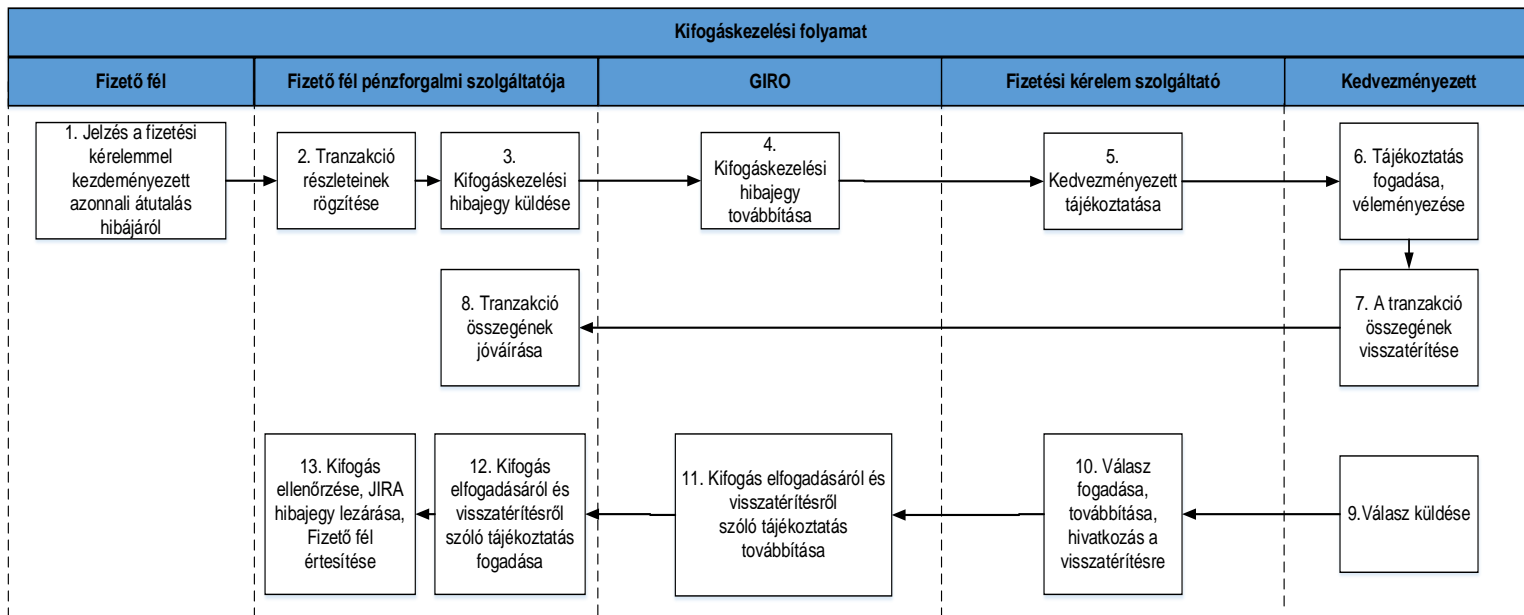 Kifogáskezelési folyamat
Fizető fél
Fizető fél pénzforgalmi szolgáltatója
GIRO
Fizetési kérelem szolgáltató
Kedvezményezett
1. Jelzés a fizetési
kérelemmel
kezdeményezett
azonnali átutalás
hibájáról
2. Tranzakció
részleteinek
rögzítése
3.
Kifogáskezelési
hibajegy küldése
4.
Kifogáskezelési
hibajegy
továbbítása
5.
Kedvezményezett
tájékoztatása
6. Tájékoztatás
fogadása,
véleményezése
7. A tranzakció
összegének
visszatérítése
8. Tranzakció
összegének
jóváírása
9.Válasz küldése
10. Válasz
fogadása,
továbbítása,
hivatkozás a
visszatérítésre
11. Kifogás elfogadásáról és
visszatérítésről
szóló tájékoztatás
továbbítása
12. Kifogás
elfogadásáról és
visszatérítésről
szóló tájékoztatás
fogadása
13. Kifogás
ellenőrzése, JIRA
hibajegy lezárása,
Fizető fél
értesítése